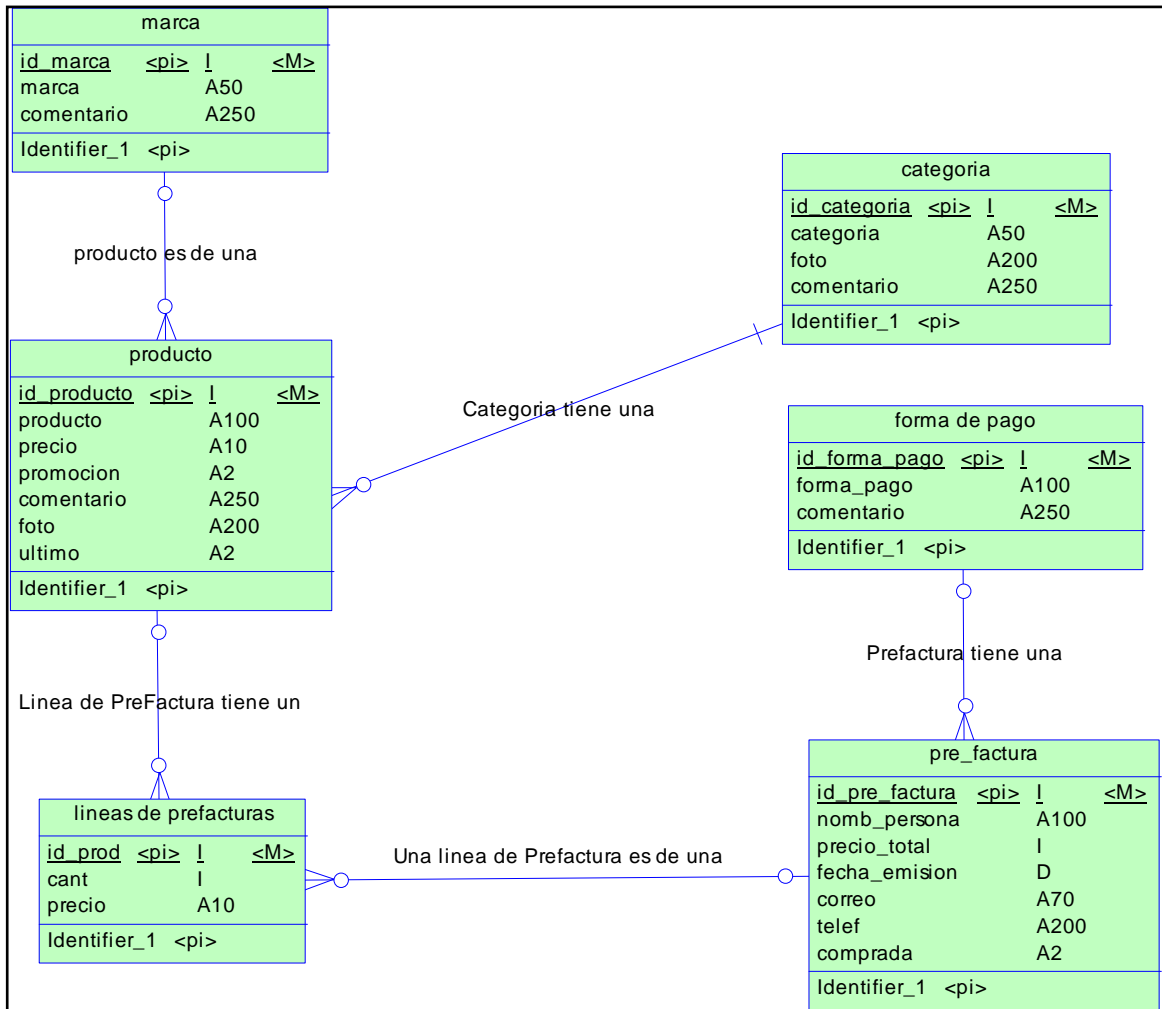 marca
id_marca <pi> I <M>
marca A50
comentario A250
Identifier_1 <pi>
producto es de una
categoria
id_categoria <pi> I <M>
categoria A50
foto A200
comentario A250
Identifier_1 <pi>
Categoria tiene una
producto
id_producto <pi> I <M>
producto A100
precio A10
promocion A2
comentario A250
foto A200
ultimo A2
Identifier_1 <pi>
forma de pago
id_forma_pago <pi> I <M>
forma_pago A100
comentario A250
Identifier_1 <pi>
Prefactura tiene una
Linea de PreFactura tiene un
lineas de prefacturas
id_prod <pi> I <M>
cant I
precio A10
Identifier_1 <pi>
Una linea de Prefactura es de una
pre_factura
id_pre_factura <pi> I <M>
nomb_persona A100
precio_total I
fecha_emision D
correo A70
telef A200
comprada A2
Identifier_1 <pi>